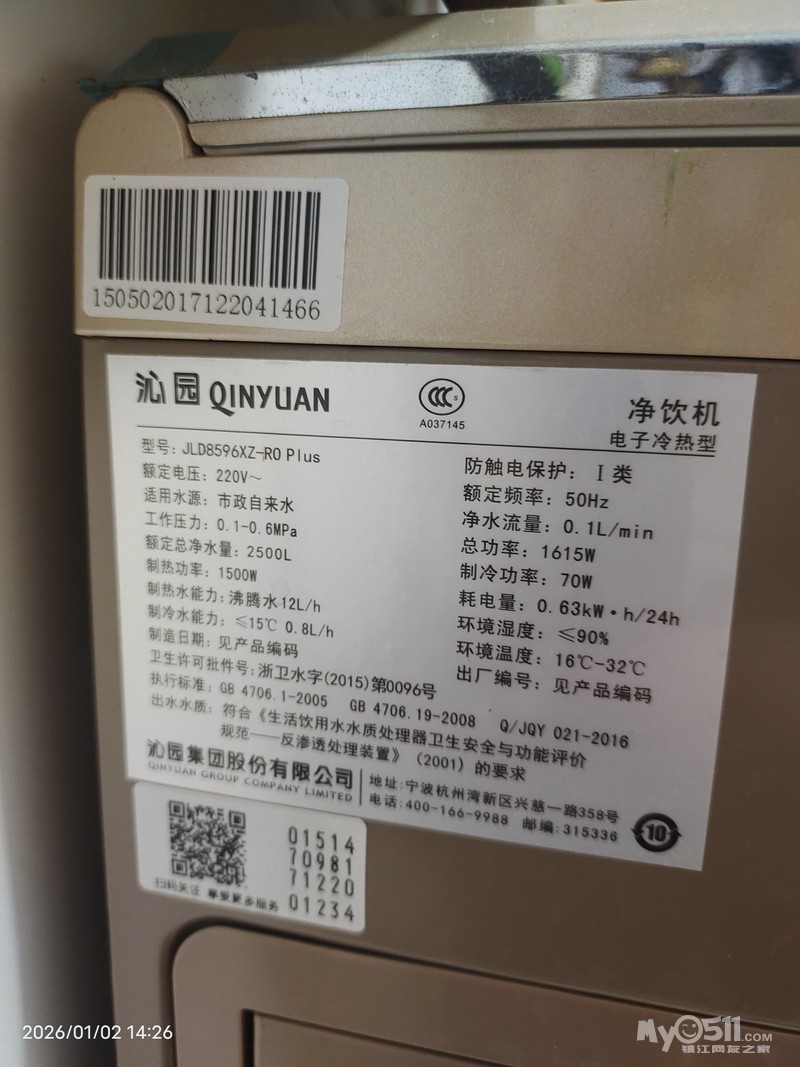 150502017122041466
沁园 QINYUAN
CCC S
A037145
净饮机
电子冷热型
型号: JLD8596XZ-RO Plus
额定电压: 220V~
适用水源: 市政自来水
工作压力: 0.1-0.6MPa
额定总净水量: 2500L
制热功率: 1500W
制热水能力: 沸腾水12L/h
制冷水能力: ≤15℃ 0.8L/h
制造日期: 见产品编码
防触电保护: I类
额定频率: 50Hz
净水流量: 0.1L/min
总功率: 1615W
制冷功率: 70W
耗电量: 0.63kW·h/24h
环境湿度: ≤90%
环境温度: 16℃-32℃
出厂编号: 见产品编码
卫生许可批件号: 浙卫水字(2015)第0096号
执行标准: GB 4706.1-2005 GB 4706.19-2008 Q/JQY 021-2016
出水水质: 符合《生活饮用水水质处理器卫生安全与功能评价
规范——反渗透处理装置》(2001)的要求
沁园集团股份有限公司
QINYUAN GROUP COMPANY LIMITED
地址: 宁波杭州湾新区兴慈一路358号
电话: 400-166-9988 邮编: 315336
10
01514
70981
71220
01234
扫码关注 享受更多服务
2026/01/02 14:26
My0511.COM
镇江网友之家